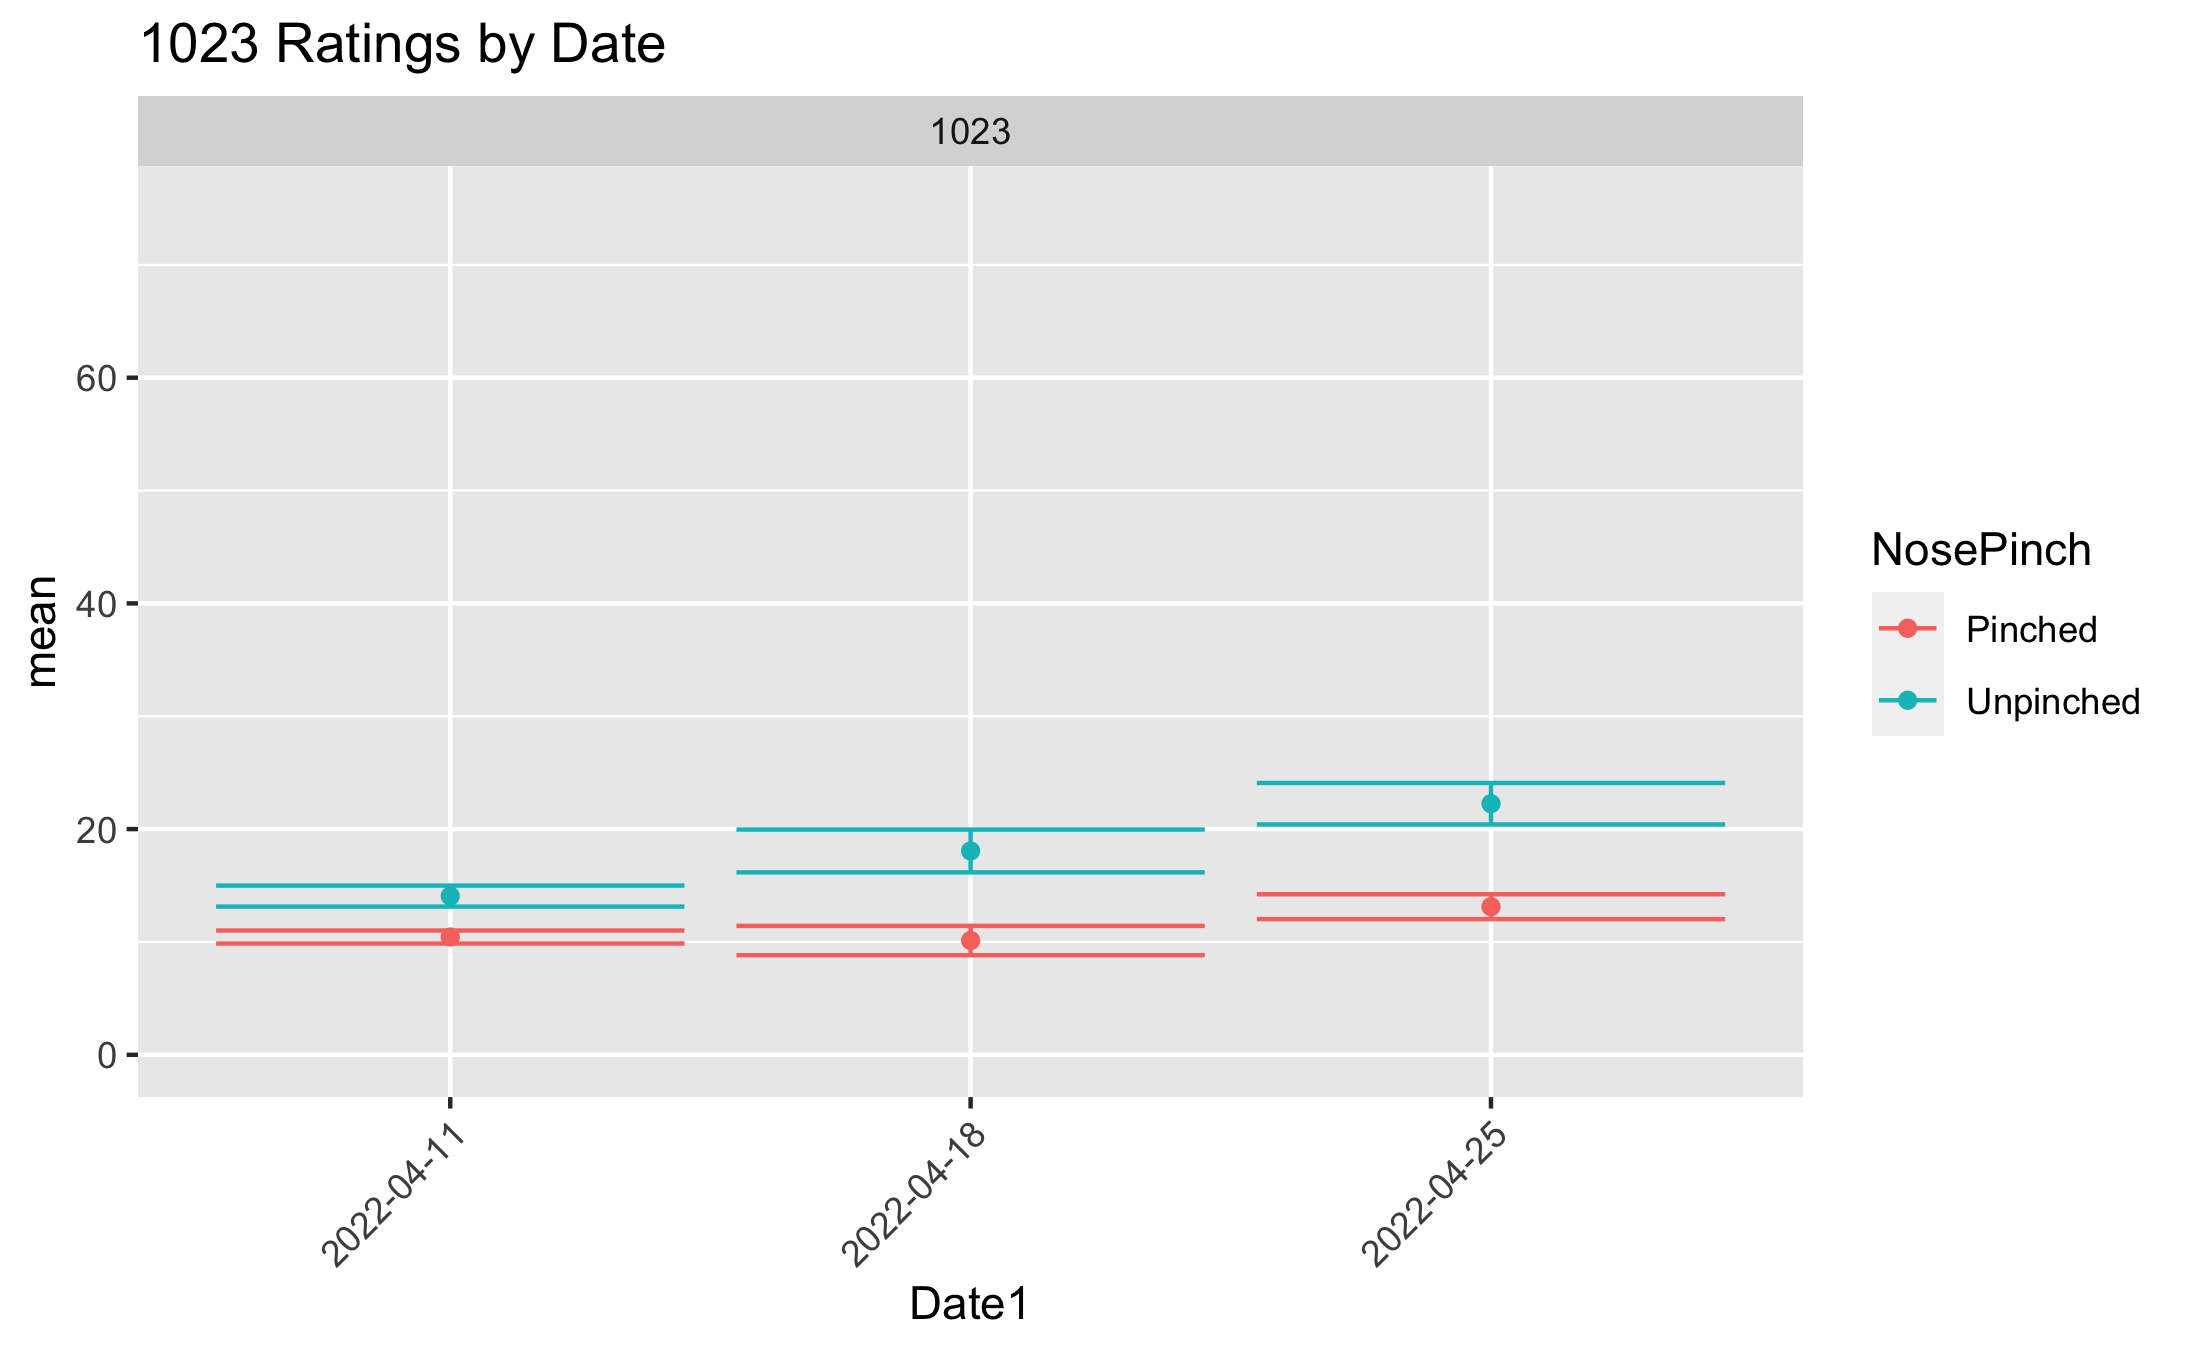 1023 Ratings by Date
1023
60
40
20
0
mean
2022-04-11
2022-04-18
2022-04-25
Date1
NosePinch
Pinched
Unpinched